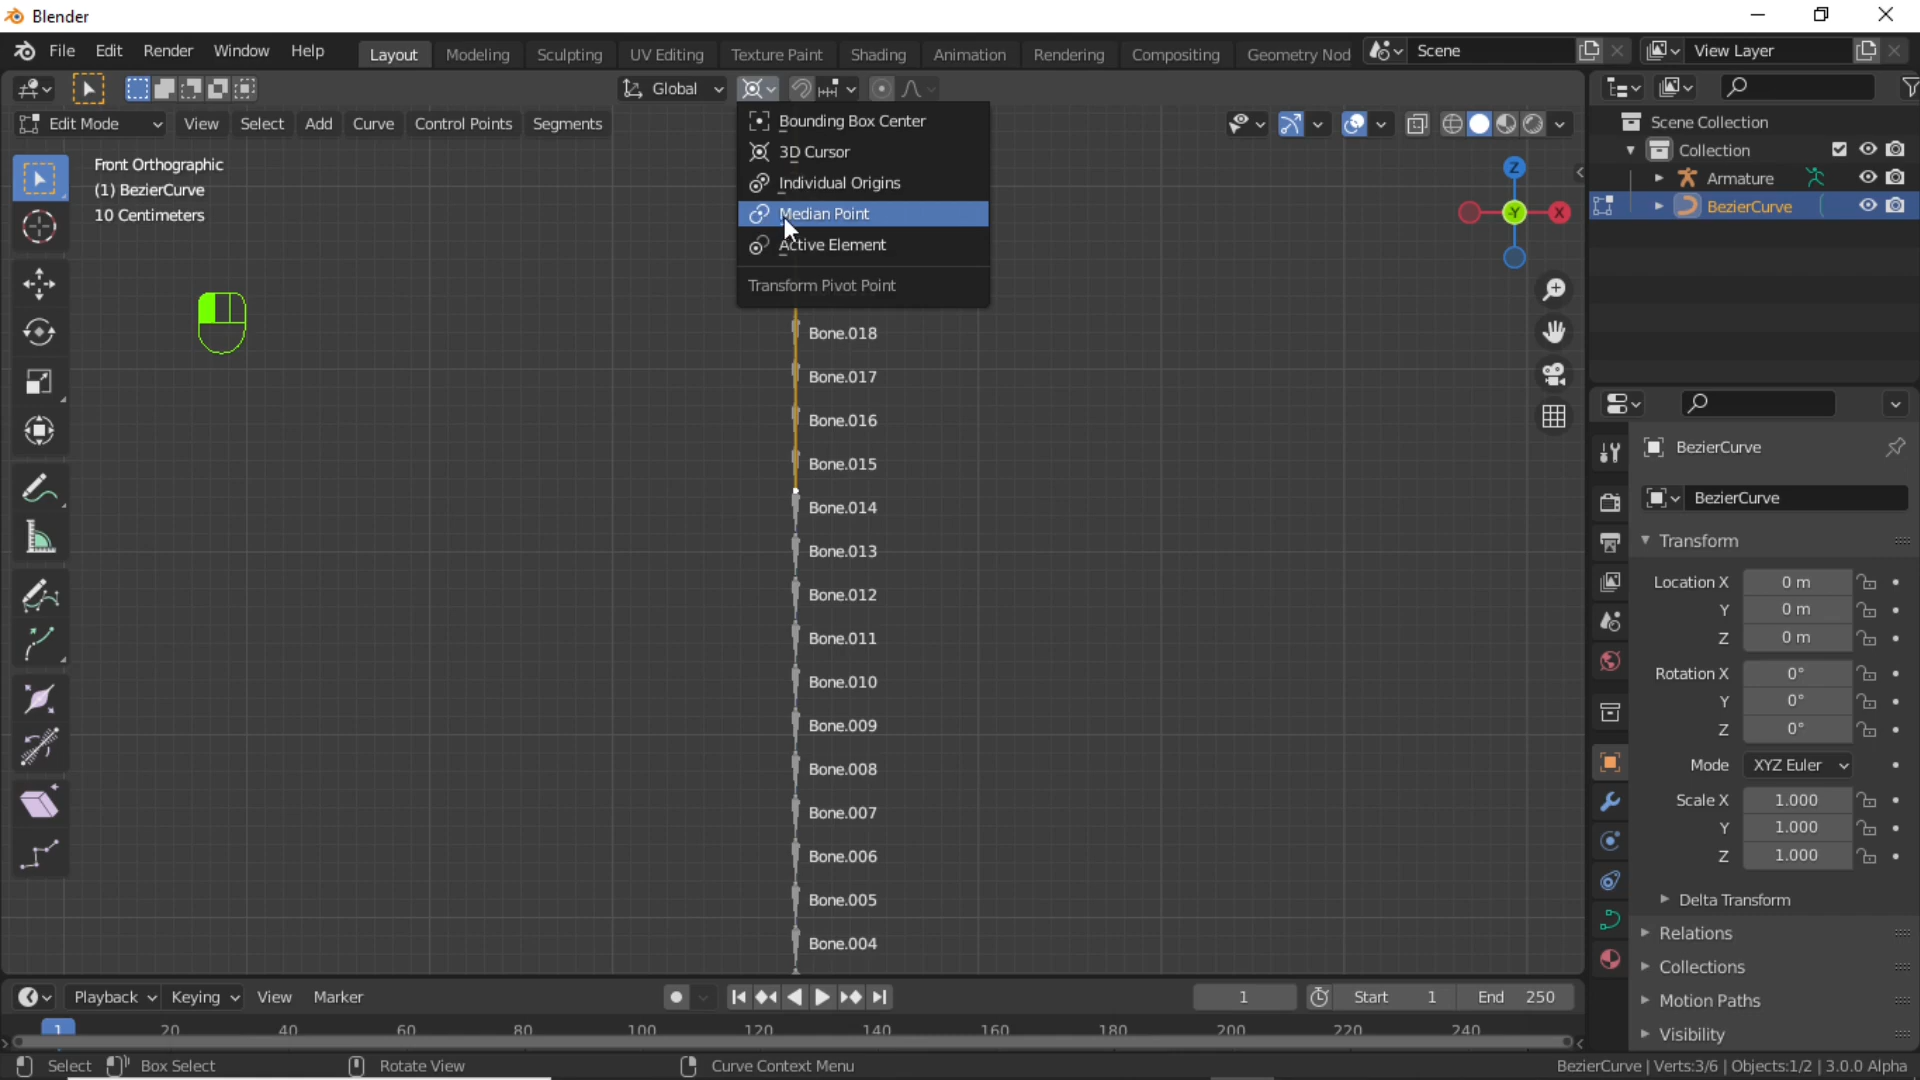 Blender
File Edit Render Window Help Layout Modeling Sculpting UV Editing Texture Paint Shading Animation Rendering Compositing Geometry Nod Scene View Layer
Global
Edit Mode View Select Add Curve Control Points Segments
Front Orthographic
(1) BezierCurve
10 Centimeters
Bounding Box Center
3D Cursor
Individual Origins
Median Point
Active Element
Transform Pivot Point
Bone.018
Bone.017
Bone.016
Bone.015
Bone.014
Bone.013
Bone.012
Bone.011
Bone.010
Bone.009
Bone.008
Bone.007
Bone.006
Bone.005
Bone.004
Z
X
-Y
Scene Collection
Collection
Armature
BezierCurve
BezierCurve
BezierCurve
Transform
Location X 0 m
Y 0 m
Z 0 m
Rotation X 0°
Y 0°
Z 0°
Mode XYZ Euler
Scale X 1.000
Y 1.000
Z 1.000
Delta Transform
Relations
Collections
Motion Paths
Visibility
Playback Keying View Marker 1 Start 1 End 250
1 20 40 60 80 100 120 140 160 180 200 220 240
Select Box Select Rotate View Curve Context Menu BezierCurve | Verts:3/6 | Objects:1/2 | 3.0.0 Alpha